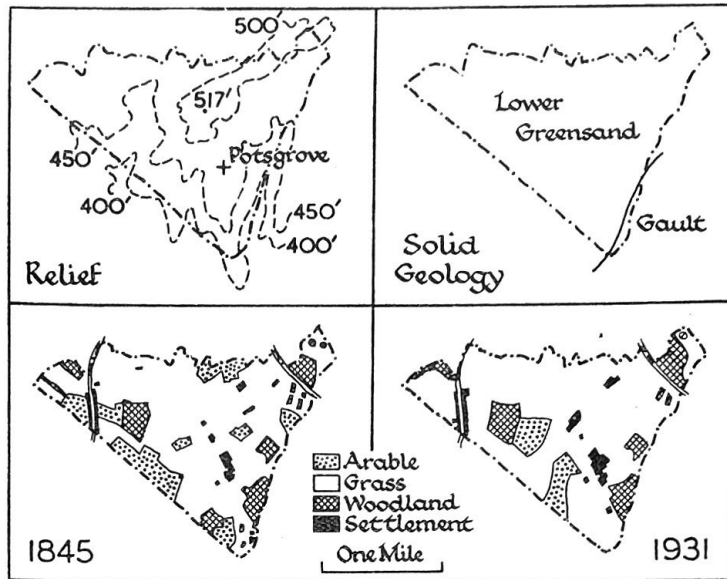 500'
517'
Potsgrove
450'
400'
450'
400'
Relief
Lower
Greensand
Gault
Solid
Geology
Arable
Grass
Woodland
Settlement
One Mile
1845
1931